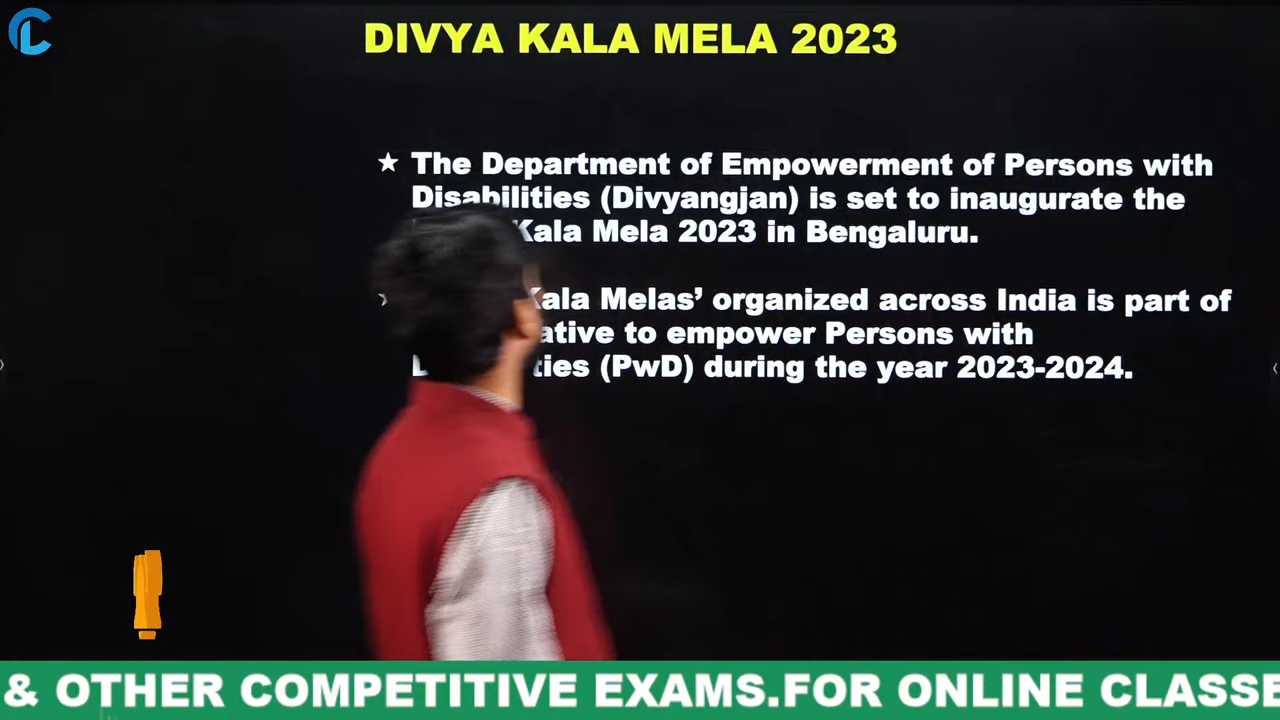 DIVYA KALA MELA 2023
The Department of Empowerment of Persons with
Disabilities (Divyangjan) is set to inaugurate the
Kala Mela 2023 in Bengaluru.
Kala Melas’ organized across India is part of
to empower Persons with
(PwD) during the year 2023-2024.
& OTHER COMPETITIVE EXAMS.FOR ONLINE CLASSE